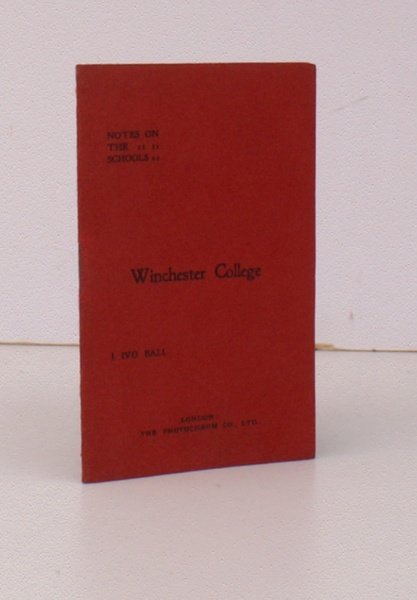 NOTES ON
THE :: ::
SCHOOLS ::
Winchester College
J. IVO BALL
LONDON
THE PHOTOCHROM CO., LTD.